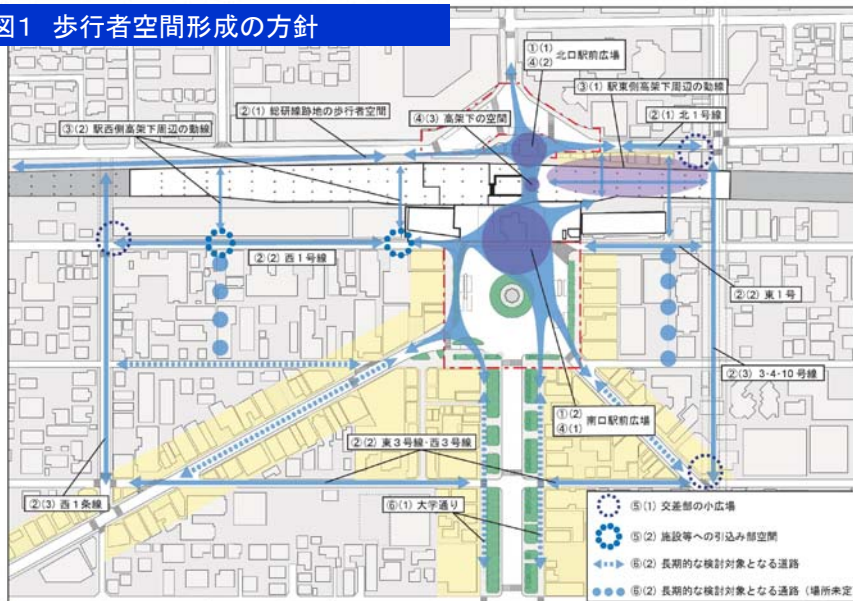 図1 歩行者空間形成の方針
①(1)
④(2)
北口駅前広場
③(1) 駅東側高架下周辺の動線
②(1) 総研線跡地の歩行者空間
④(3) 高架下の空間
②(1) 北1号線
③(2) 駅西側高架下周辺の動線
②(2) 西1号線
②(2) 東1号
②(3) 3・4・10号線
①(2)
④(1)
南口駅前広場
②(2) 東3号線・西3号線
②(3) 西1条線
⑥(1) 大学通り
⑤(1) 交差部の小広場
⑤(2) 施設等への引込み部空間
⑥(2) 長期的な検討対象となる道路
⑥(2) 長期的な検討対象となる通路（場所未定